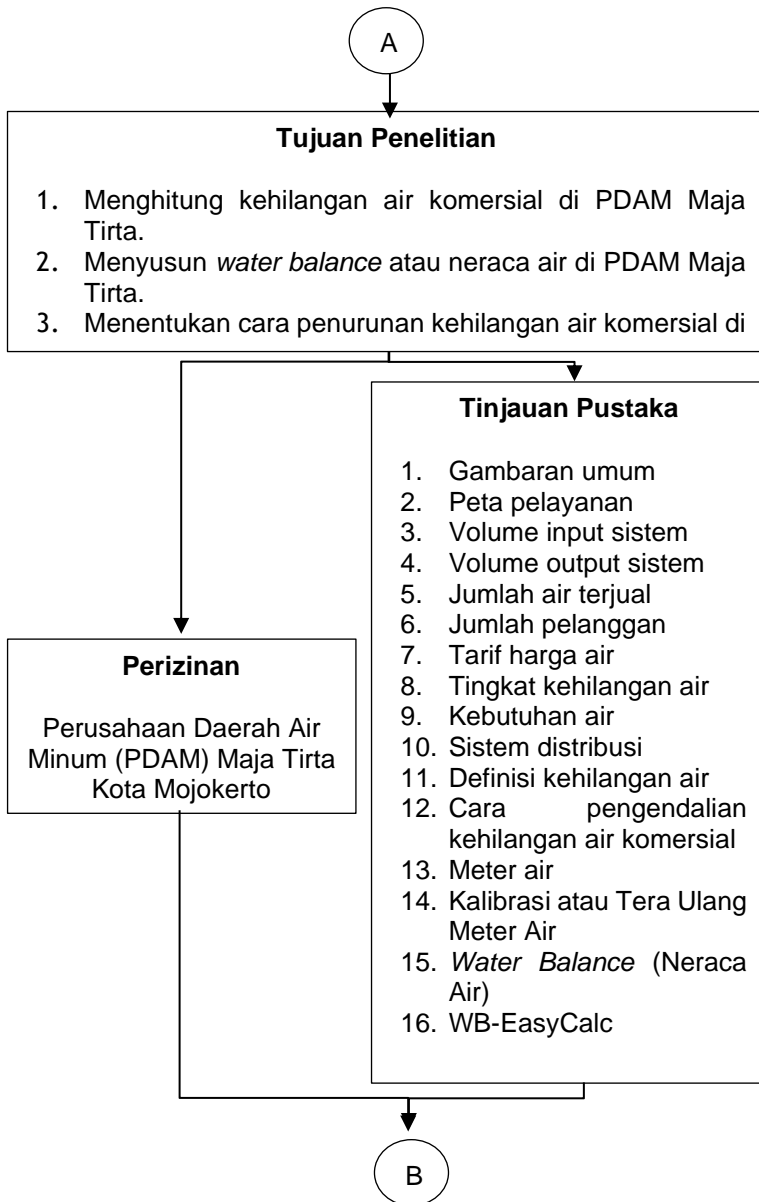 A
Tujuan Penelitian
1. Menghitung kehilangan air komersial di PDAM Maja
Tirta.
2. Menyusun water balance atau neraca air di PDAM Maja
Tirta.
3. Menentukan cara penurunan kehilangan air komersial di
Tinjauan Pustaka
1. Gambaran umum
2. Peta pelayanan
3. Volume input sistem
4. Volume output sistem
5. Jumlah air terjual
6. Jumlah pelanggan
7. Tarif harga air
8. Tingkat kehilangan air
9. Kebutuhan air
10. Sistem distribusi
11. Definisi kehilangan air
12. Cara pengendalian
kehilangan air komersial
13. Meter air
14. Kalibrasi atau Tera Ulang
Meter Air
15. Water Balance (Neraca
Air)
16. WB-EasyCalc
Perizinan
Perusahaan Daerah Air
Minum (PDAM) Maja Tirta
Kota Mojokerto
B